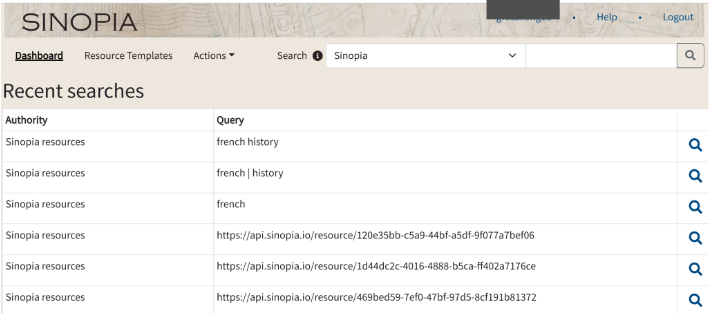 SINOPIA
• Help • Logout
Dashboard Resource Templates Actions Search Sinopia
Recent searches
Authority Query
Sinopia resources french history
Sinopia resources french | history
Sinopia resources french
Sinopia resources https://api.sinopia.io/resource/120e35bb-c5a9-44bf-a5df-9f077a7bef06
Sinopia resources https://api.sinopia.io/resource/1d44dc2c-4016-4888-b5ca-ff402a7176ce
Sinopia resources https://api.sinopia.io/resource/469bed59-7ef0-47bf-97d5-8cf191b81372